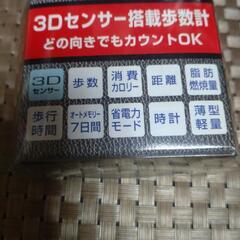 3Dセンサー搭載歩数計
どの向きでもカウントOK
3D
センサー
歩数
消費
カロリー
距離
脂肪
燃焼量
歩行
時間
オートメモリー
7日間
省電力
モード
時計
薄型
軽量